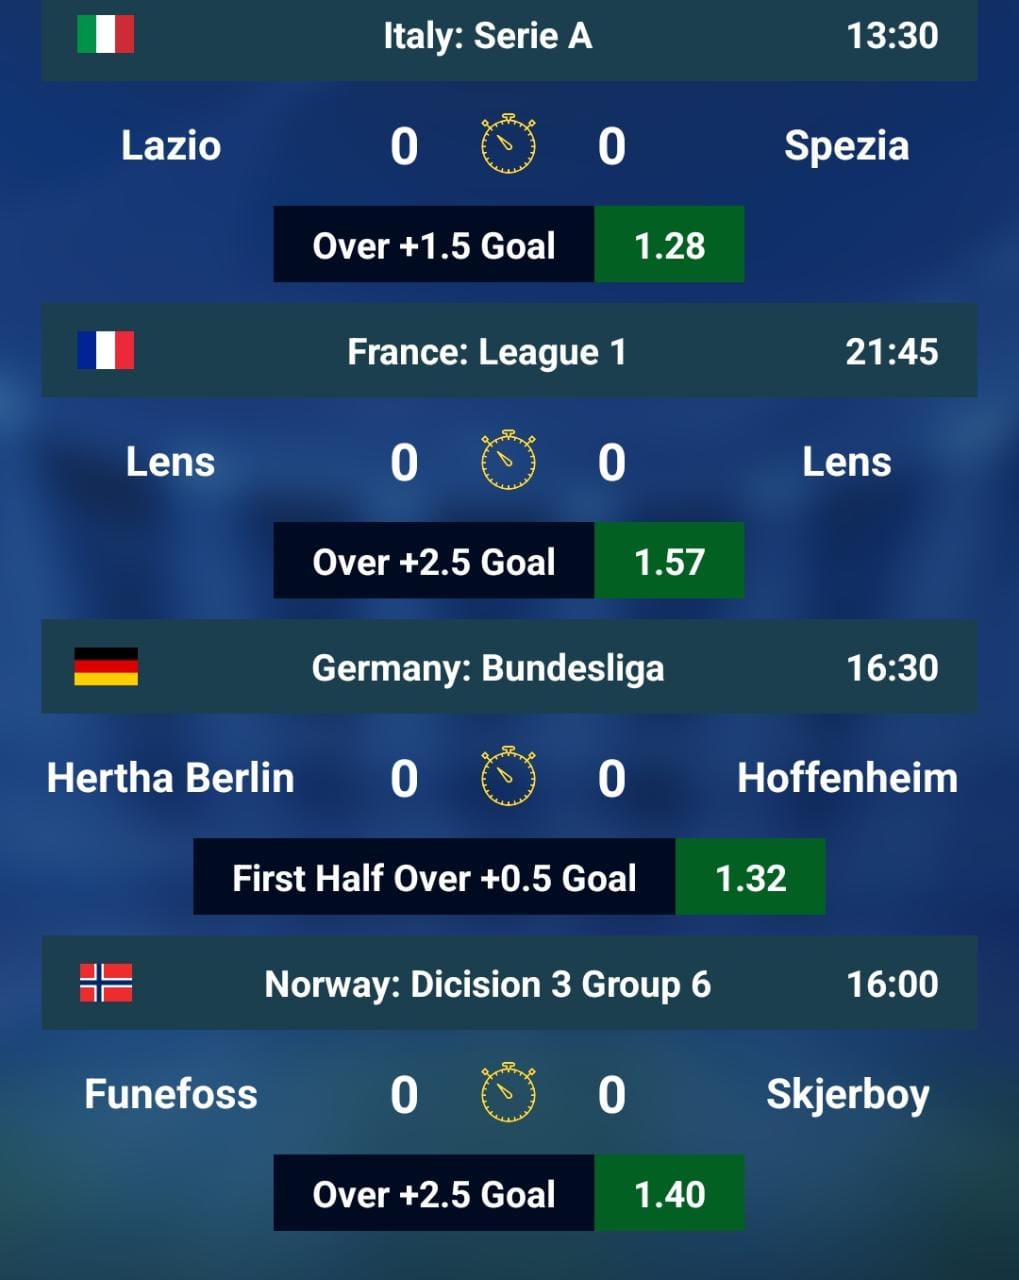 Italy: Serie A 13:30
Lazio 0 0 Spezia
Over +1.5 Goal 1.28
France: League 1 21:45
Lens 0 0 Lens
Over +2.5 Goal 1.57
Germany: Bundesliga 16:30
Hertha Berlin 0 0 Hoffenheim
First Half Over +0.5 Goal 1.32
Norway: Dicision 3 Group 6 16:00
Funefoss 0 0 Skjerboy
Over +2.5 Goal 1.40